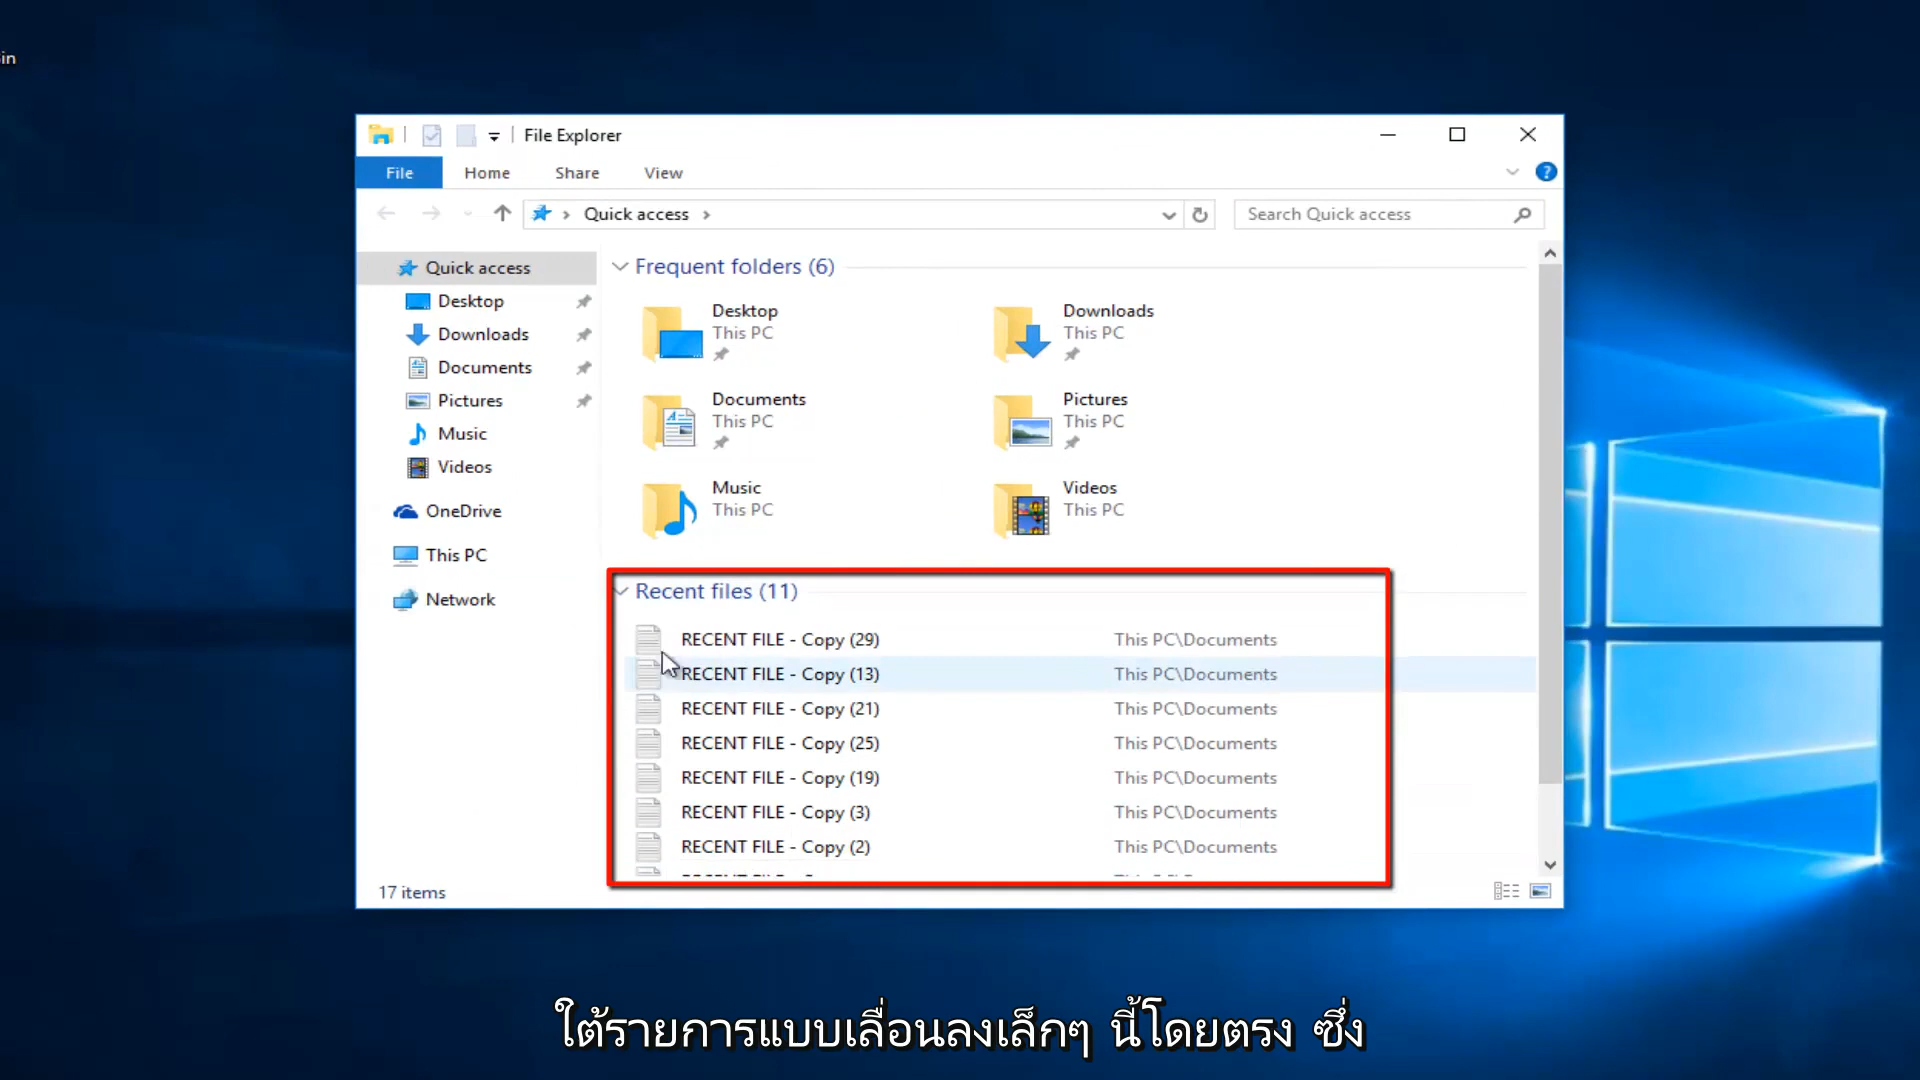 in
File Explorer
File Home Share View
Quick access
Search Quick access
Quick access
Desktop
Downloads
Documents
Pictures
Music
Videos
OneDrive
This PC
Network
Frequent folders (6)
Desktop
This PC
Downloads
This PC
Documents
This PC
Pictures
This PC
Music
This PC
Videos
This PC
Recent files (11)
RECENT FILE - Copy (29) This PC\Documents
RECENT FILE - Copy (13) This PC\Documents
RECENT FILE - Copy (21) This PC\Documents
RECENT FILE - Copy (25) This PC\Documents
RECENT FILE - Copy (19) This PC\Documents
RECENT FILE - Copy (3) This PC\Documents
RECENT FILE - Copy (2) This PC\Documents
17 items
ใต้รายการแบบเลื่อนลงเล็กๆ นี้โดยตรง ซึ่ง